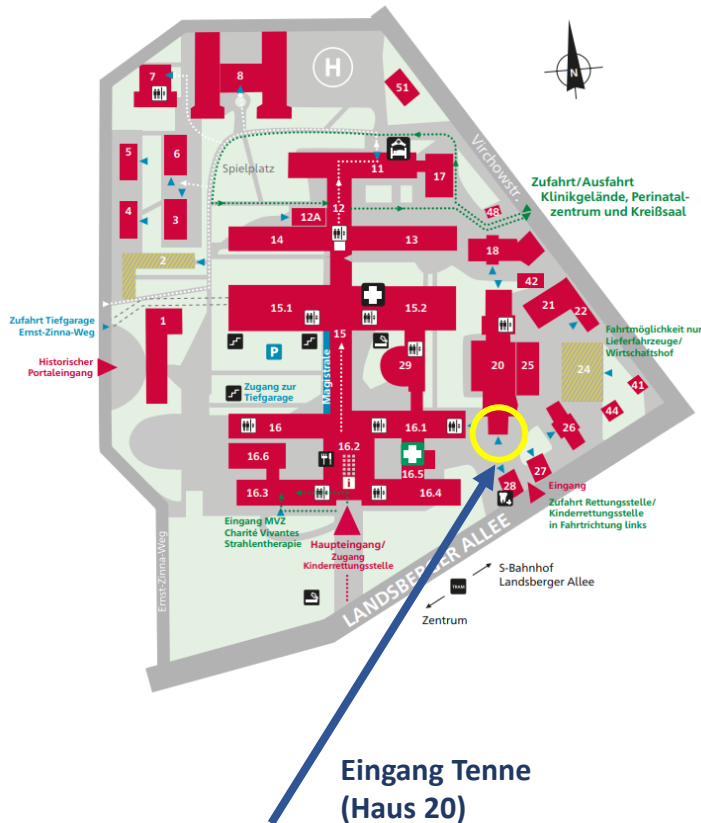 H
N
7
8
51
5
6
Spielplatz
11
17
Virchowstr.
Zufahrt/Ausfahrt
Klinikgelände, Perinatal-
zentrum und Kreißsaal
4
3
12
12A
48
14
13
18
2
42
15.1
15.2
21
22
Zufahrt Tiefgarage
Ernst-Zinna-Weg
1
15
Fahrtmöglichkeit nur
Lieferfahrzeuge/
Wirtschaftshof
Historischer
Portaleingang
P
Magistrale
29
20
25
24
41
Zugang zur
Tiefgarage
44
16
16.1
26
16.2
16.6
16.5
27
i
16.3
16.4
28
Eingang
Zufahrt Rettungsstelle/
Kinderrettungsstelle
in Fahrtrichtung links
Eingang MVZ
Charité Vivantes
Strahlentherapie
Haupteingang/
Zugang
Kinderrettungsstelle
LANDSBERGER ALLEE
Ernst-Zinna-Weg
S-Bahnhof
Landsberger Allee
TRAM
Zentrum
Eingang Tenne
(Haus 20)